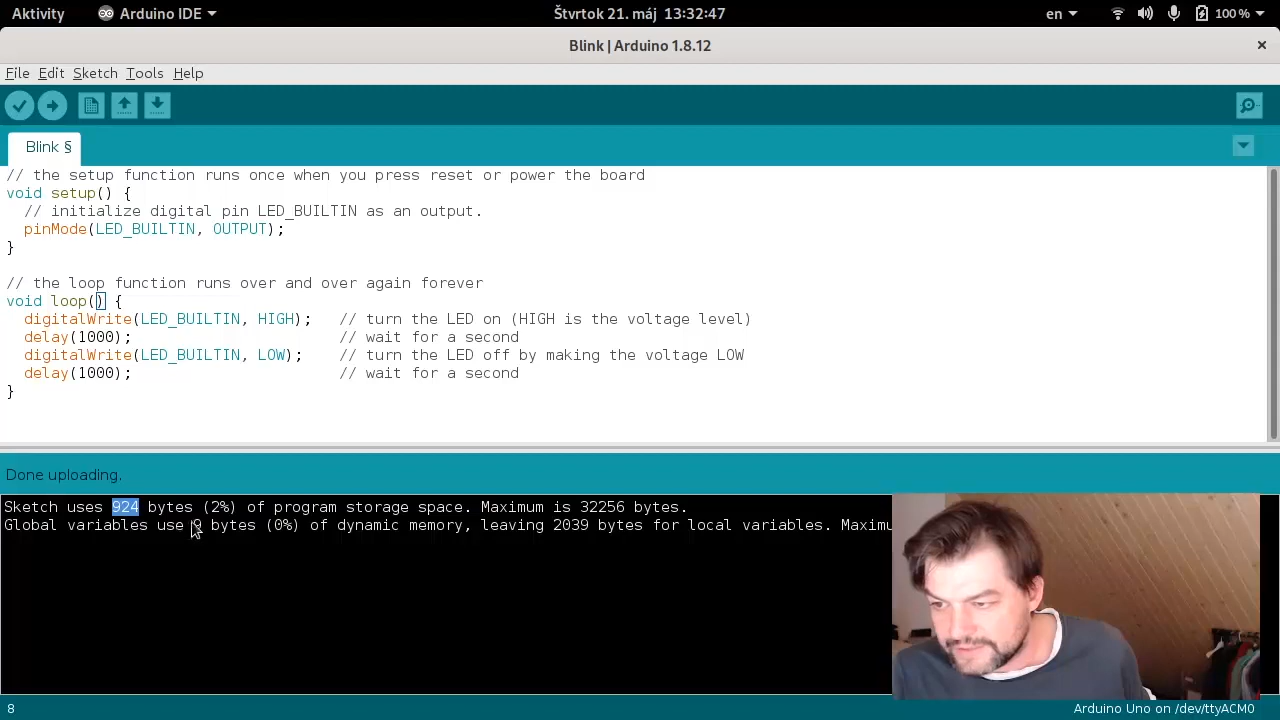 Aktivity
Arduino IDE
Štvrtok 21. máj 13:32:47
en
100 %
Blink | Arduino 1.8.12
File Edit Sketch Tools Help
Blink §
// the setup function runs once when you press reset or power the board
void setup() {
// initialize digital pin LED_BUILTIN as an output.
pinMode(LED_BUILTIN, OUTPUT);
}
// the loop function runs over and over again forever
void loop() {
digitalWrite(LED_BUILTIN, HIGH); // turn the LED on (HIGH is the voltage level)
delay(1000); // wait for a second
digitalWrite(LED_BUILTIN, LOW); // turn the LED off by making the voltage LOW
delay(1000); // wait for a second
}
Done uploading.
Sketch uses 924 bytes (2%) of program storage space. Maximum is 32256 bytes.
Global variables use 9 bytes (0%) of dynamic memory, leaving 2039 bytes for local variables. Maximu
8
Arduino Uno on /dev/ttyACM0